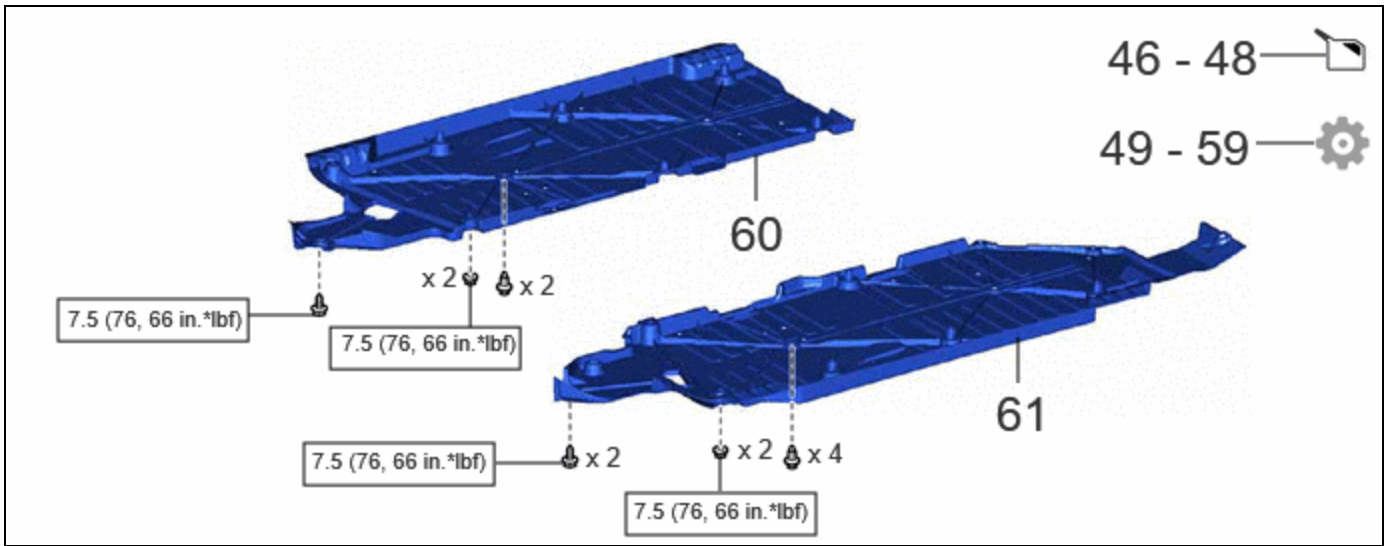 46 - 48
49 - 59
60
x 2
x 2
7.5 (76, 66 in.*lbf)
7.5 (76, 66 in.*lbf)
61
x 2
x 2
x 4
7.5 (76, 66 in.*lbf)
7.5 (76, 66 in.*lbf)